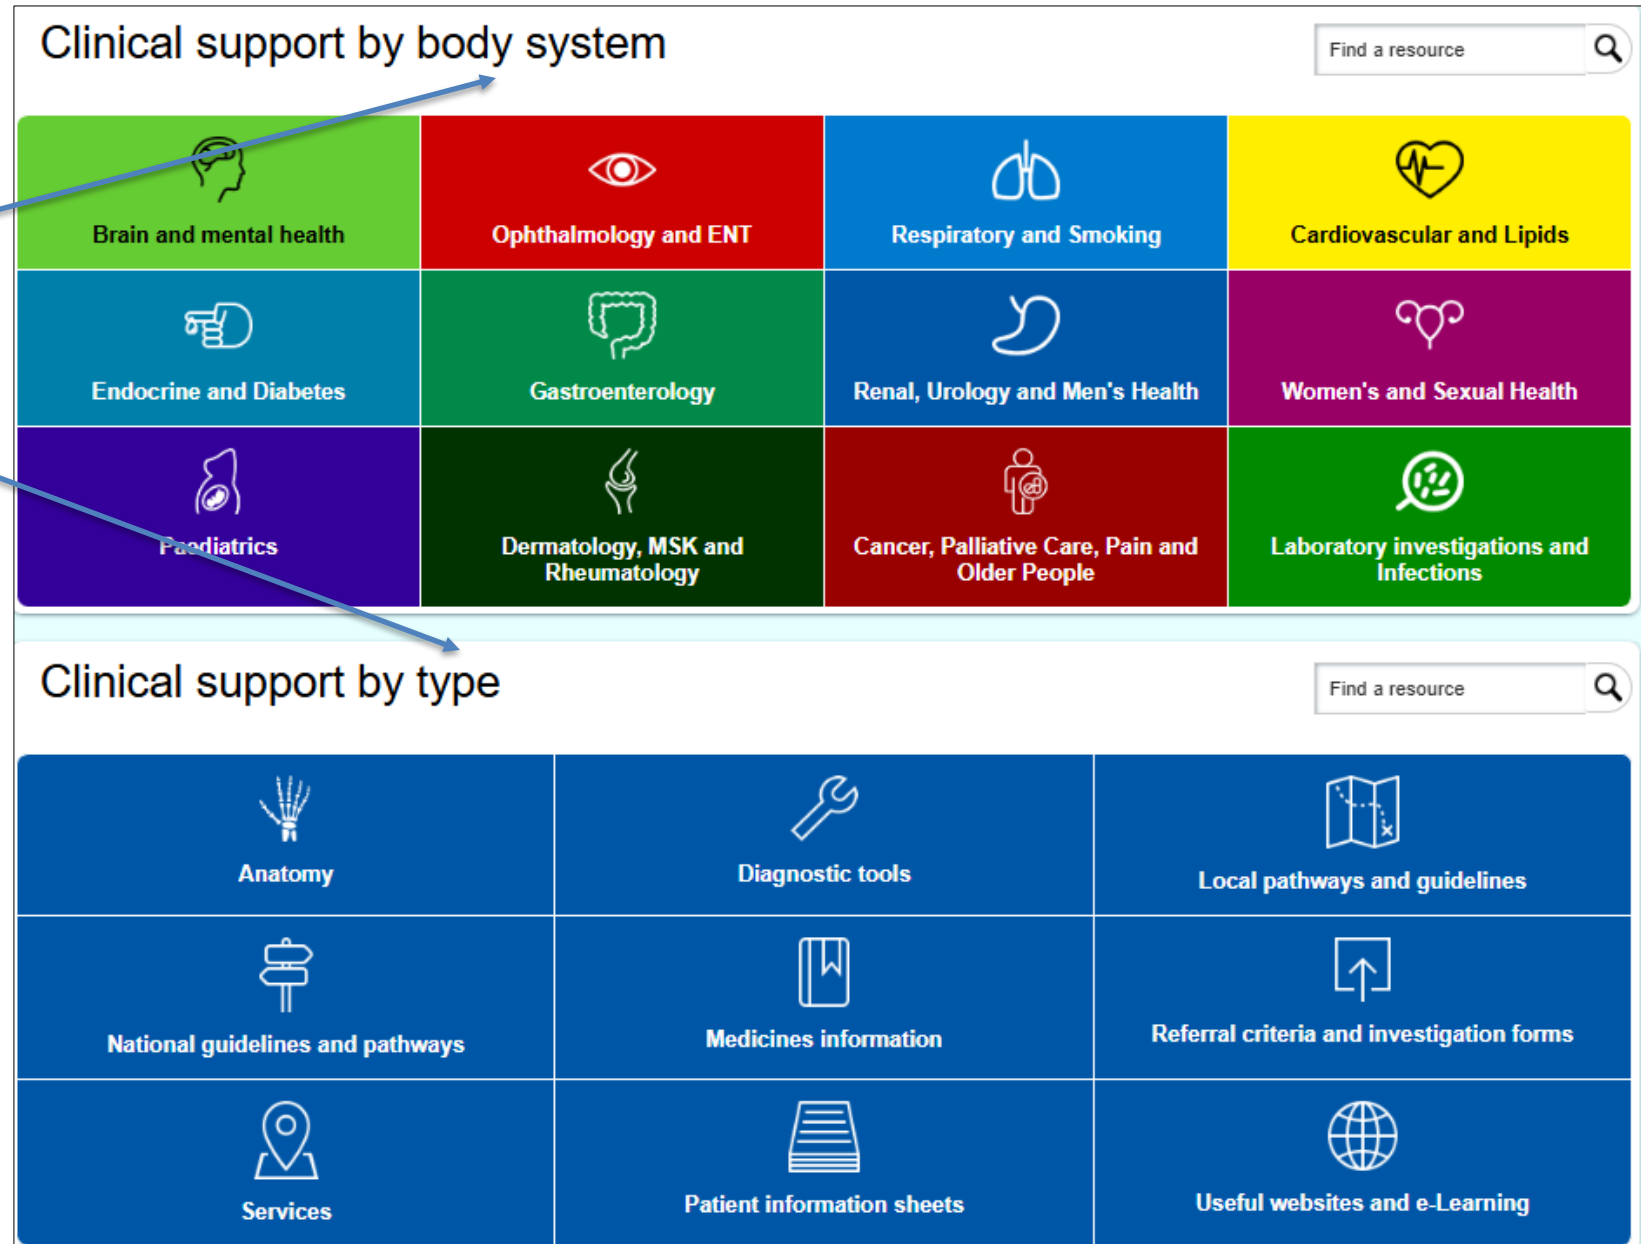 Clinical support by body system
Find a resource
Brain and mental health
Ophthalmology and ENT
Respiratory and Smoking
Cardiovascular and Lipids
Endocrine and Diabetes
Gastroenterology
Renal, Urology and Men's Health
Women's and Sexual Health
Paediatrics
Dermatology, MSK and
Rheumatology
Cancer, Palliative Care, Pain and
Older People
Laboratory investigations and
Infections
Clinical support by type
Find a resource
Anatomy
Diagnostic tools
Local pathways and guidelines
National guidelines and pathways
Medicines information
Referral criteria and investigation forms
Services
Patient information sheets
Useful websites and e-Learning